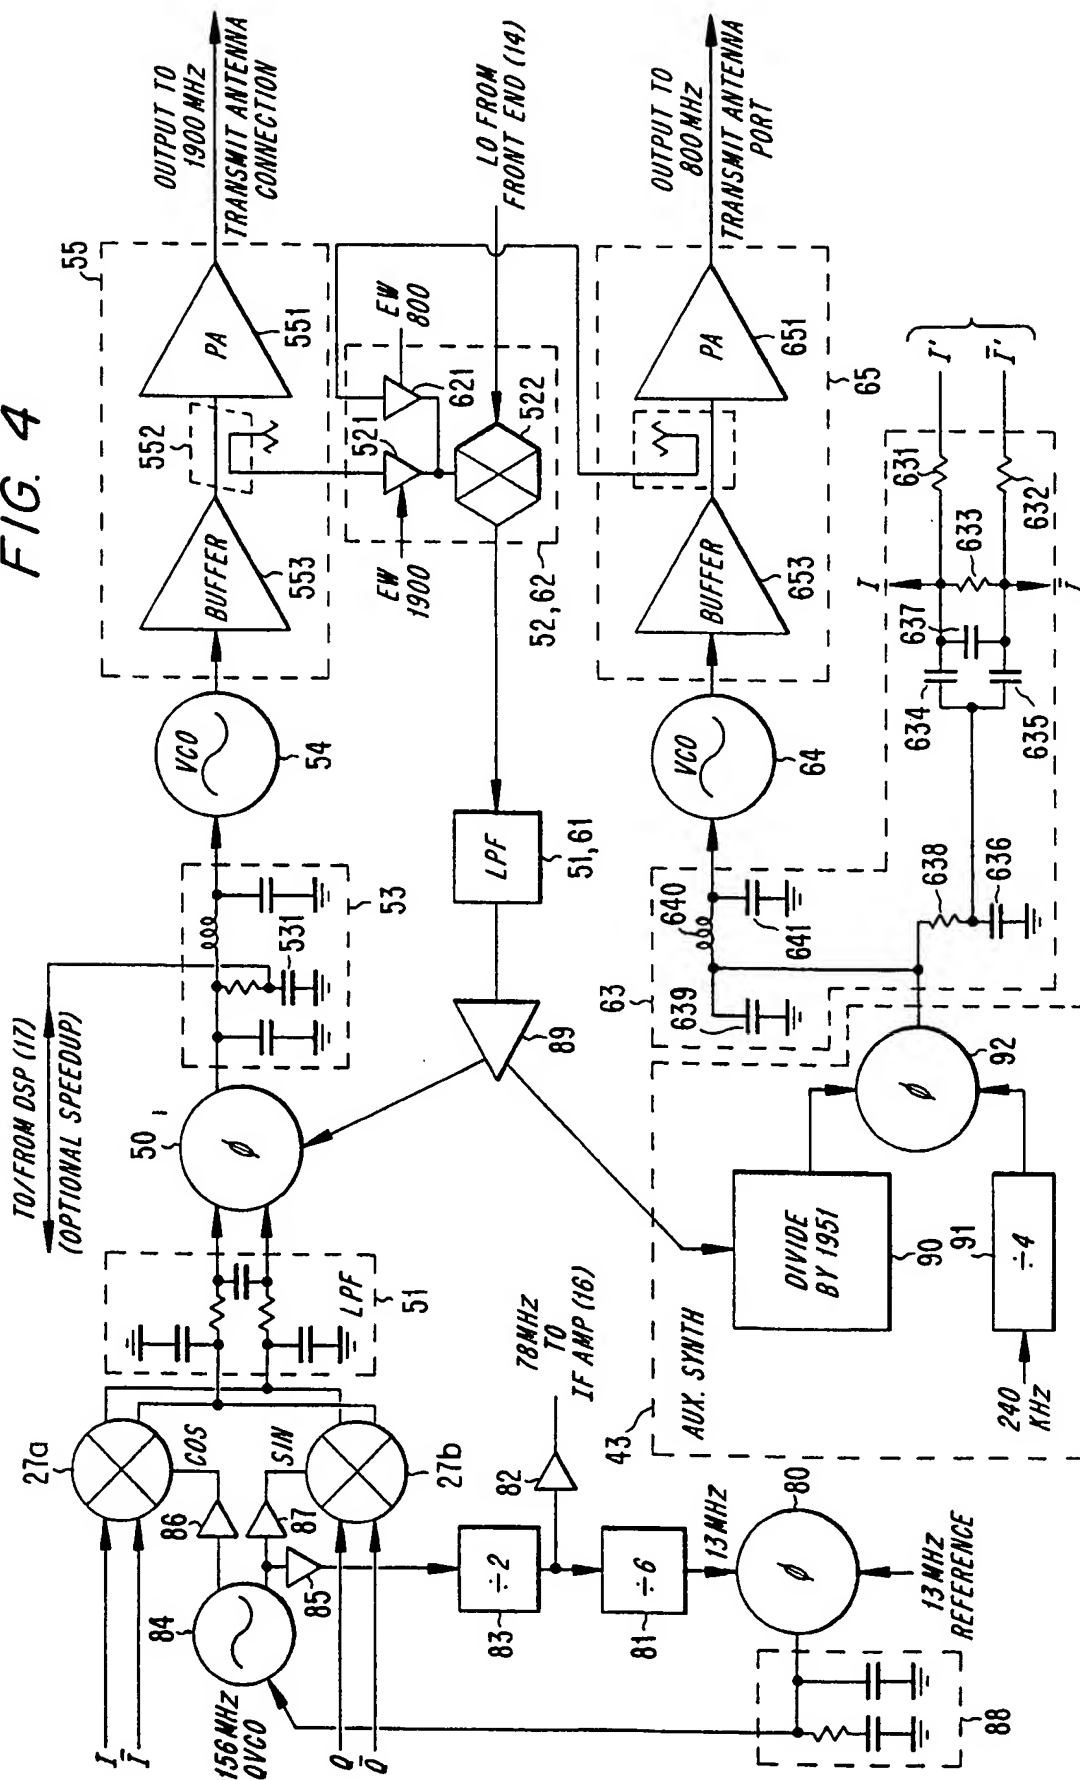 FIG. 4
I
Ī
27a
COS
86
84
156MHz
QVCO
SIN
87
85
Q
Q̄
27b
LPF
51
TO/FROM DSP (17)
(OPTIONAL SPEEDUP)
50
ϕ
531
53
VCO
54
55
BUFFER
553
552
PA
551
OUTPUT TO
1900 MHz
TRANSMIT ANTENNA
CONNECTION
521
621
EW
800
EW
1900
522
52, 62
LO FROM
FRONT END (14)
LPF
51, 61
89
÷2
83
82
78MHZ
TO
IF AMP (16)
÷6
81
13 MHZ
80
ϕ
13 MHZ
REFERENCE
88
43
AUX. SYNTH
DIVIDE
BY 1951
90
91
÷4
240
KHz
ϕ
92
63
639
640
641
638
636
VCO
64
BUFFER
653
PA
651
65
OUTPUT TO
800 MHZ
TRANSMIT ANTENNA
PORT
634
635
637
633
631
632
I
Ī
I'
Ī'